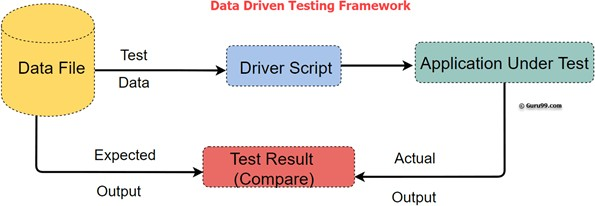 Data Driven Testing Framework
Data File
Test
Data
Driver Script
Application Under Test
© Guru99.com
Expected
Output
Test Result
(Compare)
Actual
Output